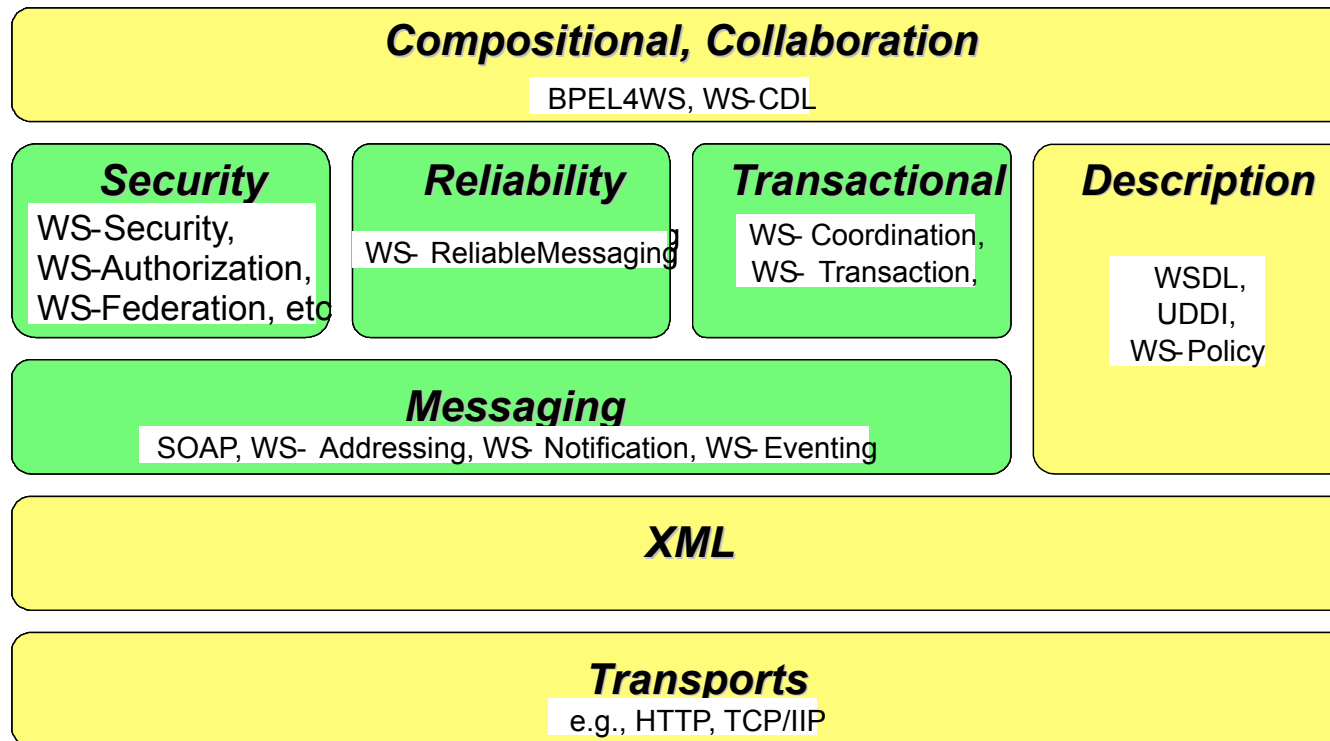 Compositional, Collaboration
BPEL4WS, WS-CDL
Security
WS-Security,
WS-Authorization,
WS-Federation, etc
Reliability
WS- ReliableMessaging
Transactional
WS- Coordination,
WS- Transaction,
Description
WSDL,
UDDI,
WS-Policy
Messaging
SOAP, WS- Addressing, WS- Notification, WS-Eventing
XML
Transports
e.g., HTTP, TCP/IIP